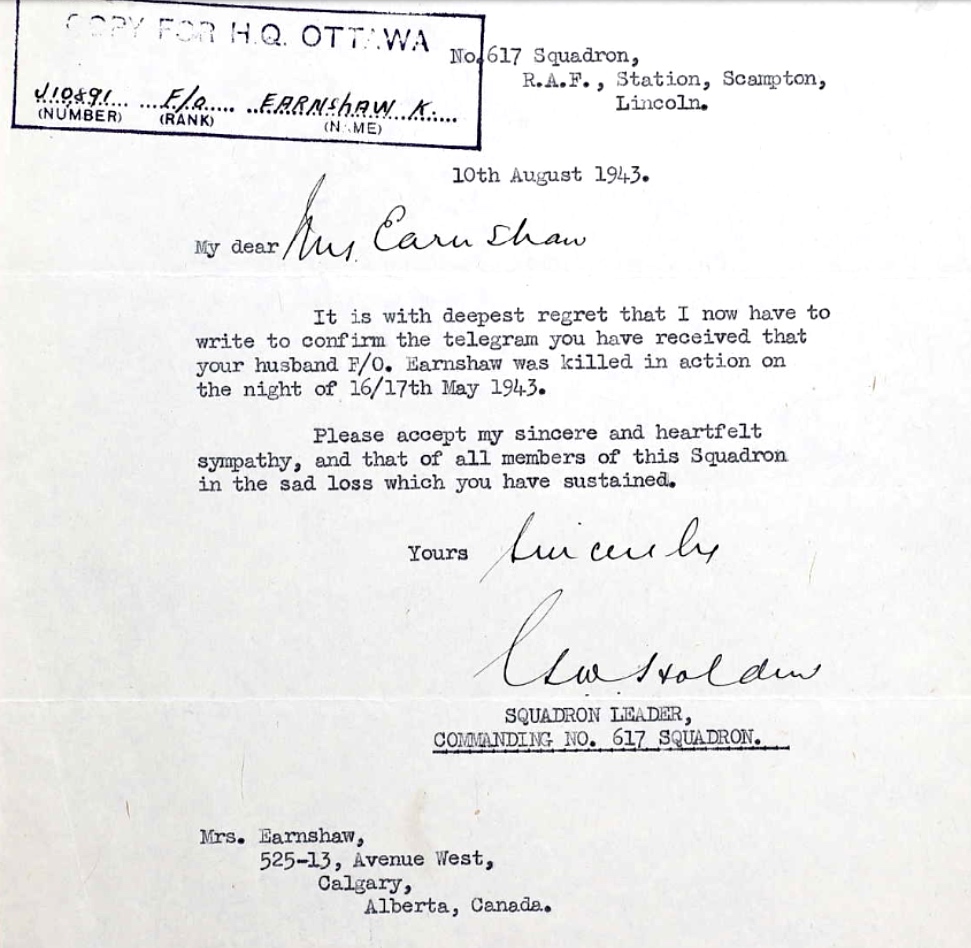 COPY FOR H.Q. OTTAWA
J10891 F/O EARNSHAW K.
(NUMBER) (RANK) (NAME)
No.617 Squadron,
R.A.F., Station, Scampton,
Lincoln.
10th August 1943.
My dear Mrs Earnshaw
It is with deepest regret that I now have to
write to confirm the telegram you have received that
your husband F/O. Earnshaw was killed in action on
the night of 16/17th May 1943.
Please accept my sincere and heartfelt
sympathy, and that of all members of this Squadron
in the sad loss which you have sustained.
Yours sincerely
GW Holden
SQUADRON LEADER,
COMMANDING NO. 617 SQUADRON.
Mrs. Earnshaw,
525-13, Avenue West,
Calgary,
Alberta, Canada.